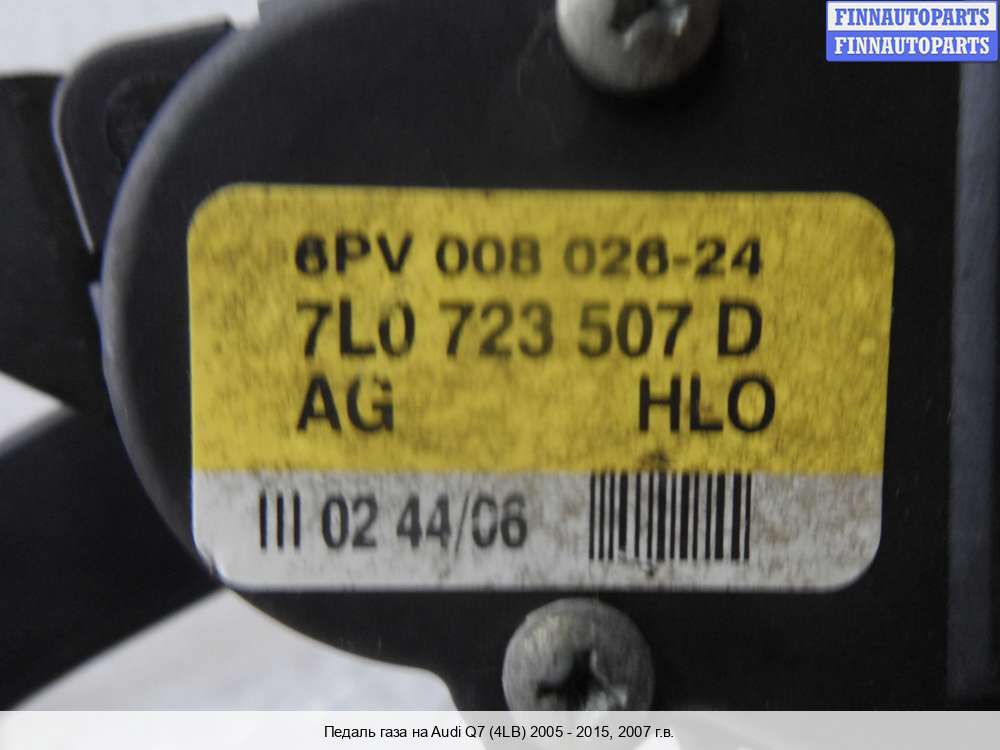 FINNAUTOPARTS
FINNAUTOPARTS
6PV 008 026-24
7L0 723 507 D
AG HLO
III 02 44/06
Педаль газа на Audi Q7 (4LB) 2005 - 2015, 2007 г.в.